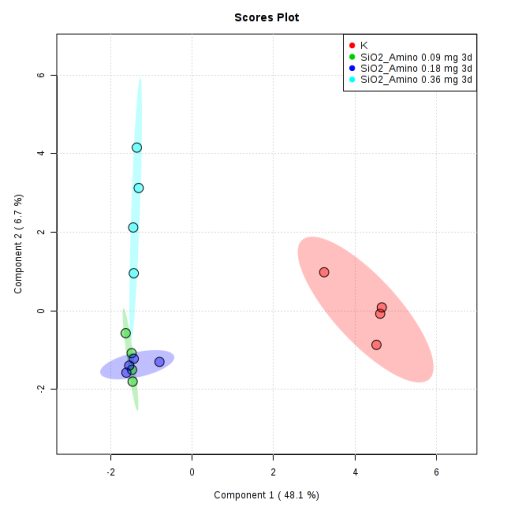 Scores Plot
K
SiO2_Amino 0.09 mg 3d
SiO2_Amino 0.18 mg 3d
SiO2_Amino 0.36 mg 3d
Component 2 ( 6.7 %)
6
4
2
0
-2
-2 0 2 4 6
Component 1 ( 48.1 %)